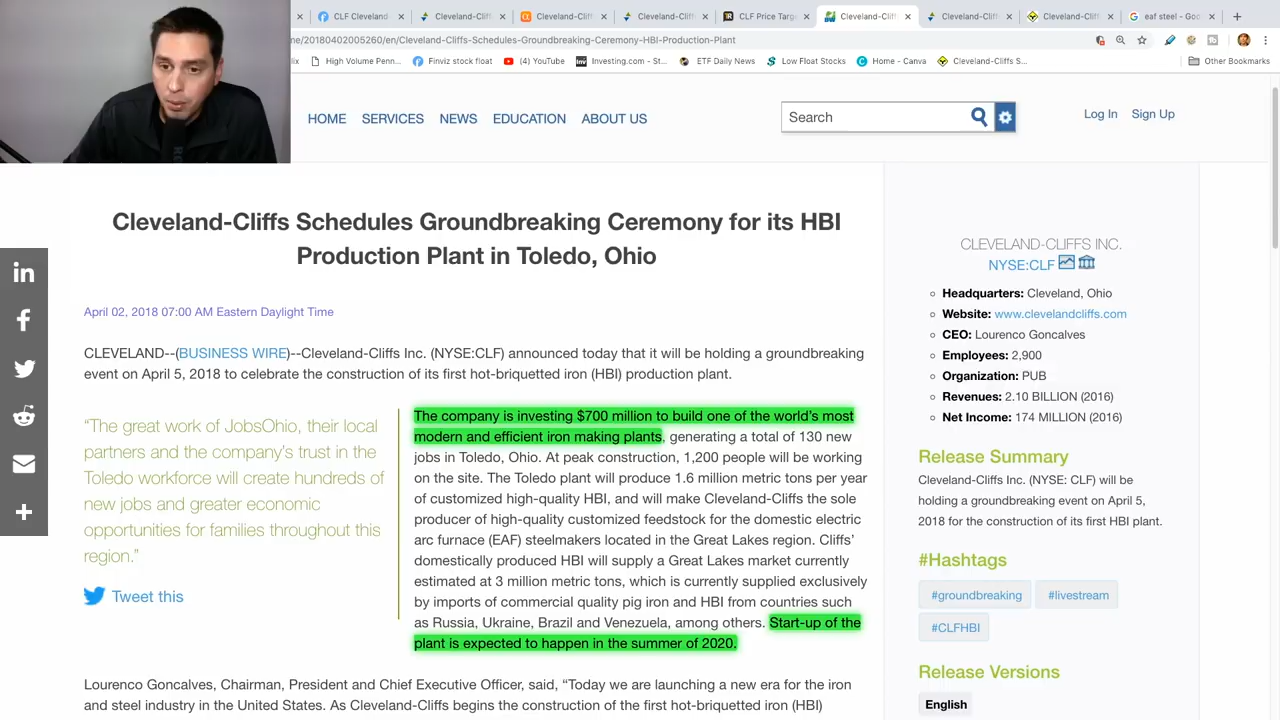 CLF Cleveland
Cleveland-Cliff
Cleveland-Cliff
Cleveland-Cliff
CLF Price Targ
Cleveland-Cliff
Cleveland-Cliff
Cleveland-Cliff
eaf steel - Goo
me/20180402005260/en/Cleveland-Cliffs-Schedules-Groundbreaking-Ceremony-HBI-Production-Plant
High Volume Penn...
Finviz stock float
(4) YouTube
Investing.com - St...
ETF Daily News
Low Float Stocks
Home - Canva
Cleveland-Cliffs S...
Other Bookmarks
HOME SERVICES NEWS EDUCATION ABOUT US
Search
Log In Sign Up
Cleveland-Cliffs Schedules Groundbreaking Ceremony for its HBI
Production Plant in Toledo, Ohio
April 02, 2018 07:00 AM Eastern Daylight Time
CLEVELAND--(BUSINESS WIRE)--Cleveland-Cliffs Inc. (NYSE:CLF) announced today that it will be holding a groundbreaking
event on April 5, 2018 to celebrate the construction of its first hot-briquetted iron (HBI) production plant.
“The great work of JobsOhio, their local
partners and the company’s trust in the
Toledo workforce will create hundreds of
new jobs and greater economic
opportunities for families throughout this
region.”
Tweet this
The company is investing $700 million to build one of the world’s most
modern and efficient iron making plants, generating a total of 130 new
jobs in Toledo, Ohio. At peak construction, 1,200 people will be working
on the site. The Toledo plant will produce 1.6 million metric tons per year
of customized high-quality HBI, and will make Cleveland-Cliffs the sole
producer of high-quality customized feedstock for the domestic electric
arc furnace (EAF) steelmakers located in the Great Lakes region. Cliffs’
domestically produced HBI will supply a Great Lakes market currently
estimated at 3 million metric tons, which is currently supplied exclusively
by imports of commercial quality pig iron and HBI from countries such
as Russia, Ukraine, Brazil and Venezuela, among others. Start-up of the
plant is expected to happen in the summer of 2020.
Lourenco Goncalves, Chairman, President and Chief Executive Officer, said, “Today we are launching a new era for the iron
and steel industry in the United States. As Cleveland-Cliffs begins the construction of the first hot-briquetted iron (HBI)
CLEVELAND-CLIFFS INC.
NYSE:CLF
Headquarters: Cleveland, Ohio
Website: www.clevelandcliffs.com
CEO: Lourenco Goncalves
Employees: 2,900
Organization: PUB
Revenues: 2.10 BILLION (2016)
Net Income: 174 MILLION (2016)
Release Summary
Cleveland-Cliffs (NYSE: CLF) will be
holding a groundbreaking event on April 5,
2018 for the construction of its first HBI plant.
#Hashtags
#groundbreaking
#livestream
#CLFHBI
Release Versions
English